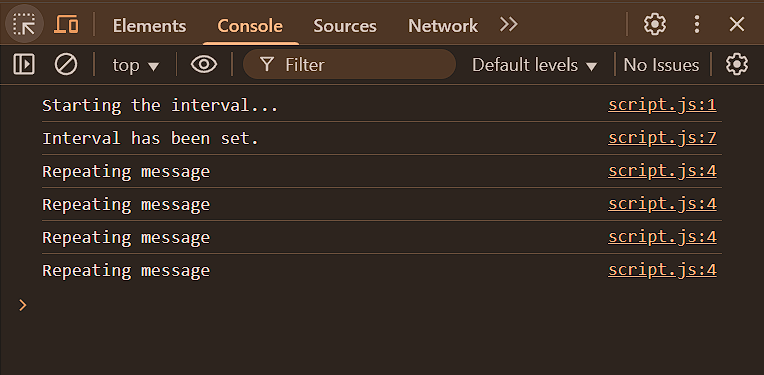 Elements Console Sources Network
top Filter Default levels No Issues
Starting the interval... script.js:1
Interval has been set. script.js:7
Repeating message script.js:4
Repeating message script.js:4
Repeating message script.js:4
Repeating message script.js:4